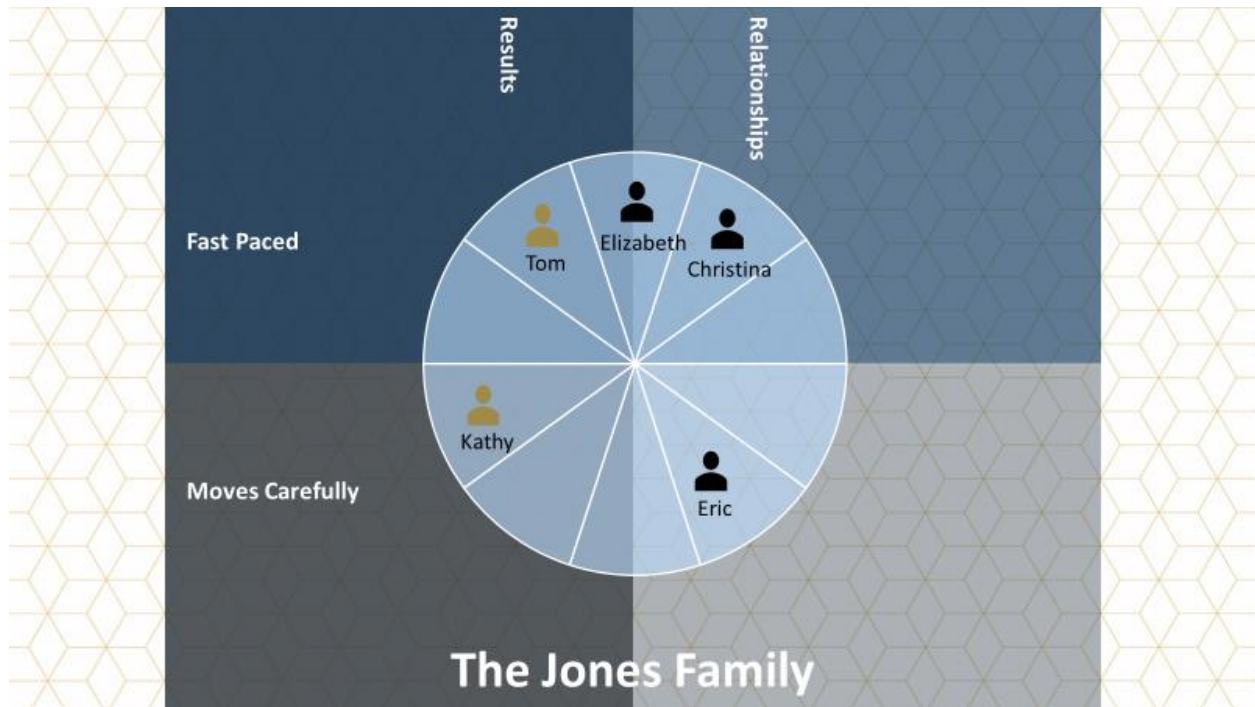 Results
Relationships
Fast Paced
Elizabeth
Tom
Christina
Kathy
Moves Carefully
Eric
The Jones Family